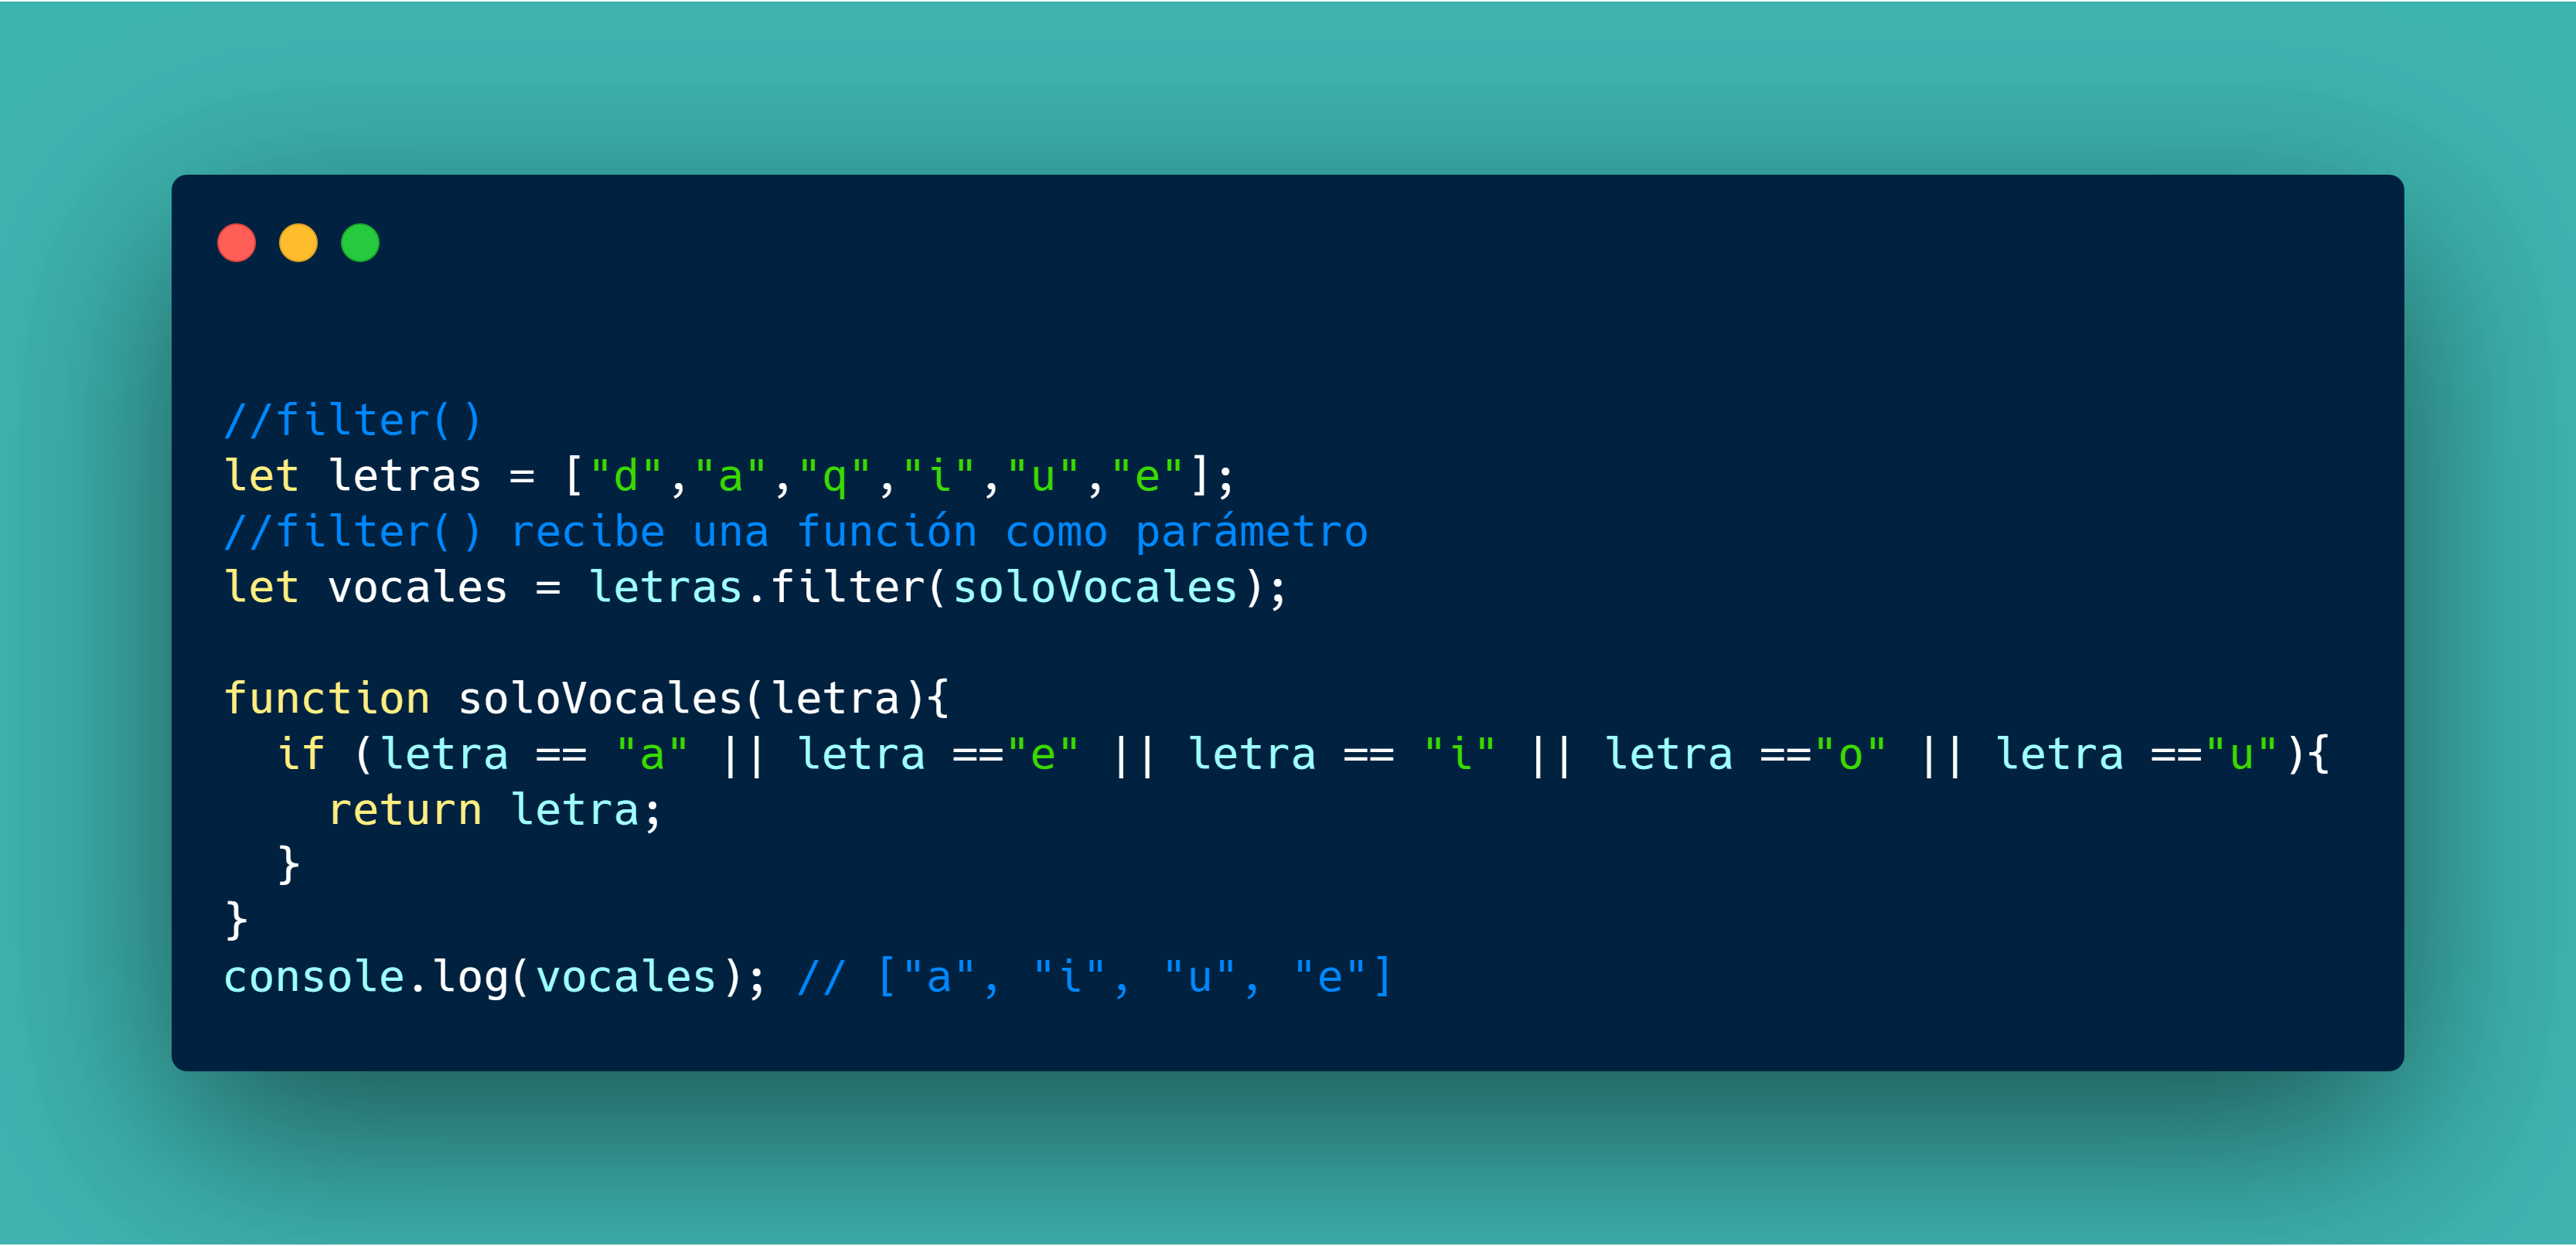 //filter()
let letras = ["d","a","q","i","u","e"];
//filter() recibe una función como parámetro
let vocales = letras.filter(soloVocales);

function soloVocales(letra){
  if (letra == "a" || letra =="e" || letra == "i" || letra =="o" || letra =="u"){
    return letra;
  }
}
console.log(vocales); // ["a", "i", "u", "e"]